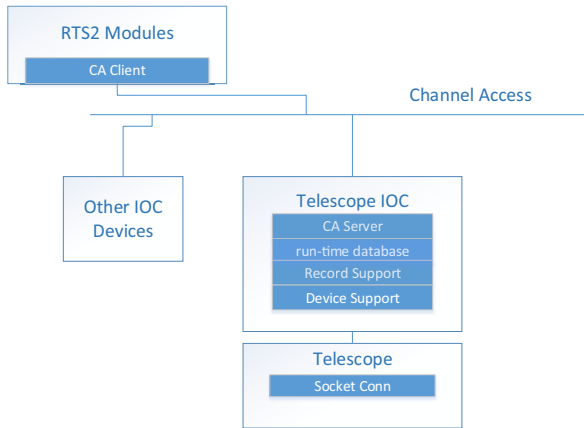 RTS2 Modules
CA Client
Channel Access
Other IOC
Devices
Telescope IOC
CA Server
run-time database
Record Support
Device Support
Telescope
Socket Conn